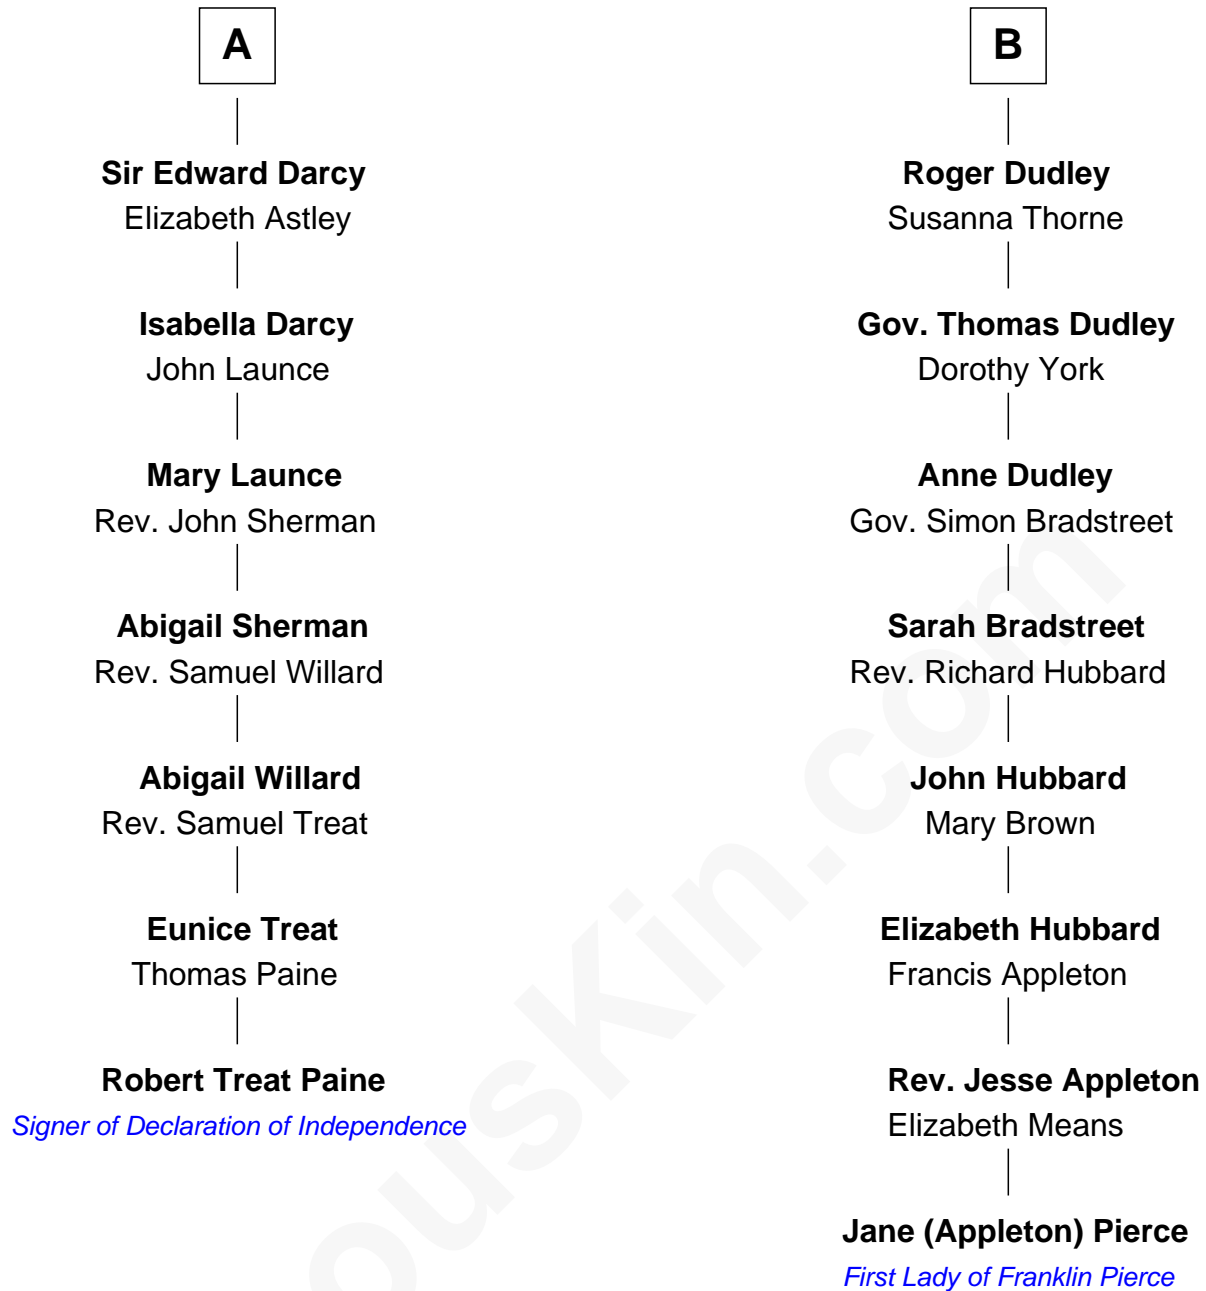 A
Sir Edward Darcy
Elizabeth Astley
Isabella Darcy
John Launce
Mary Launce
Rev. John Sherman
Abigail Sherman
Rev. Samuel Willard
Abigail Willard
Rev. Samuel Treat
Eunice Treat
Thomas Paine
Robert Treat Paine
Signer of Declaration of Independence
B
Roger Dudley
Susanna Thorne
Gov. Thomas Dudley
Dorothy York
Anne Dudley
Gov. Simon Bradstreet
Sarah Bradstreet
Rev. Richard Hubbard
John Hubbard
Mary Brown
Elizabeth Hubbard
Francis Appleton
Rev. Jesse Appleton
Elizabeth Means
Jane (Appleton) Pierce
First Lady of Franklin Pierce
ousKin.com